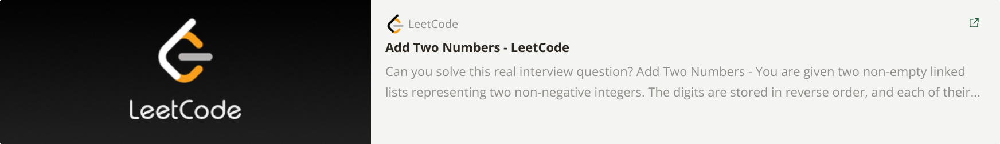 LeetCode
LeetCode
Add Two Numbers - LeetCode
Can you solve this real interview question? Add Two Numbers - You are given two non-empty linked
lists representing two non-negative integers. The digits are stored in reverse order, and each of their...